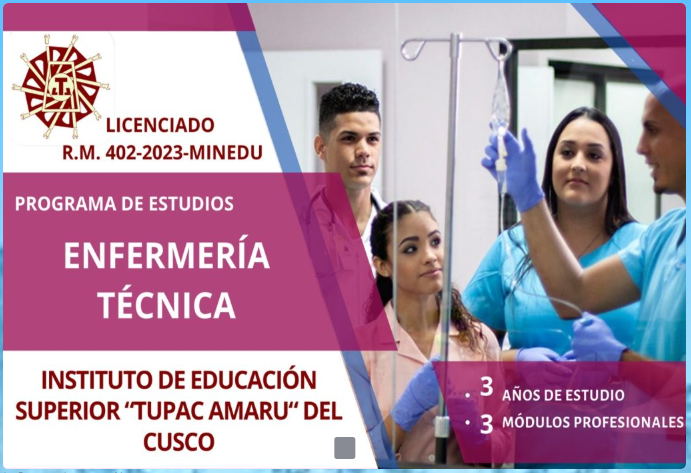 LICENCIADO
R.M. 402-2023-MINEDU
PROGRAMA DE ESTUDIOS
ENFERMERÍA
TÉCNICA
INSTITUTO DE EDUCACIÓN
SUPERIOR “TUPAC AMARU“ DEL
CUSCO
• 3 AÑOS DE ESTUDIO
• 3 MÓDULOS PROFESIONALES